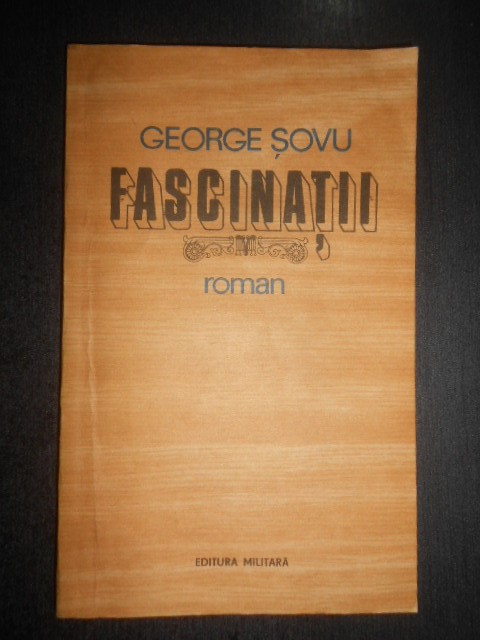 GEORGE ȘOVU
FASCINAȚII
roman
EDITURA MILITARĂ